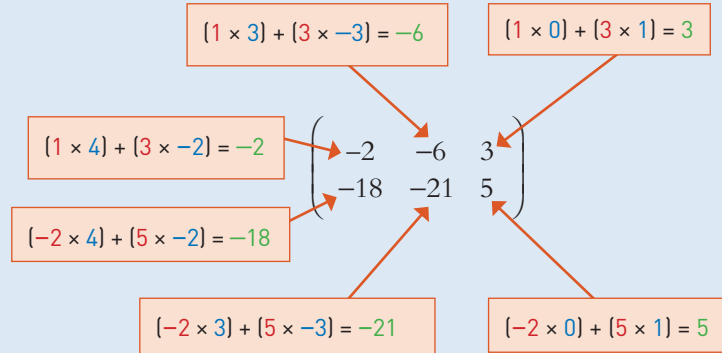 (1 × 3) + (3 × −3) = −6
(1 × 0) + (3 × 1) = 3
(1 × 4) + (3 × −2) = −2
−2 −6 3
−18 −21 5
(−2 × 4) + (5 × −2) = −18
(−2 × 3) + (5 × −3) = −21
(−2 × 0) + (5 × 1) = 5